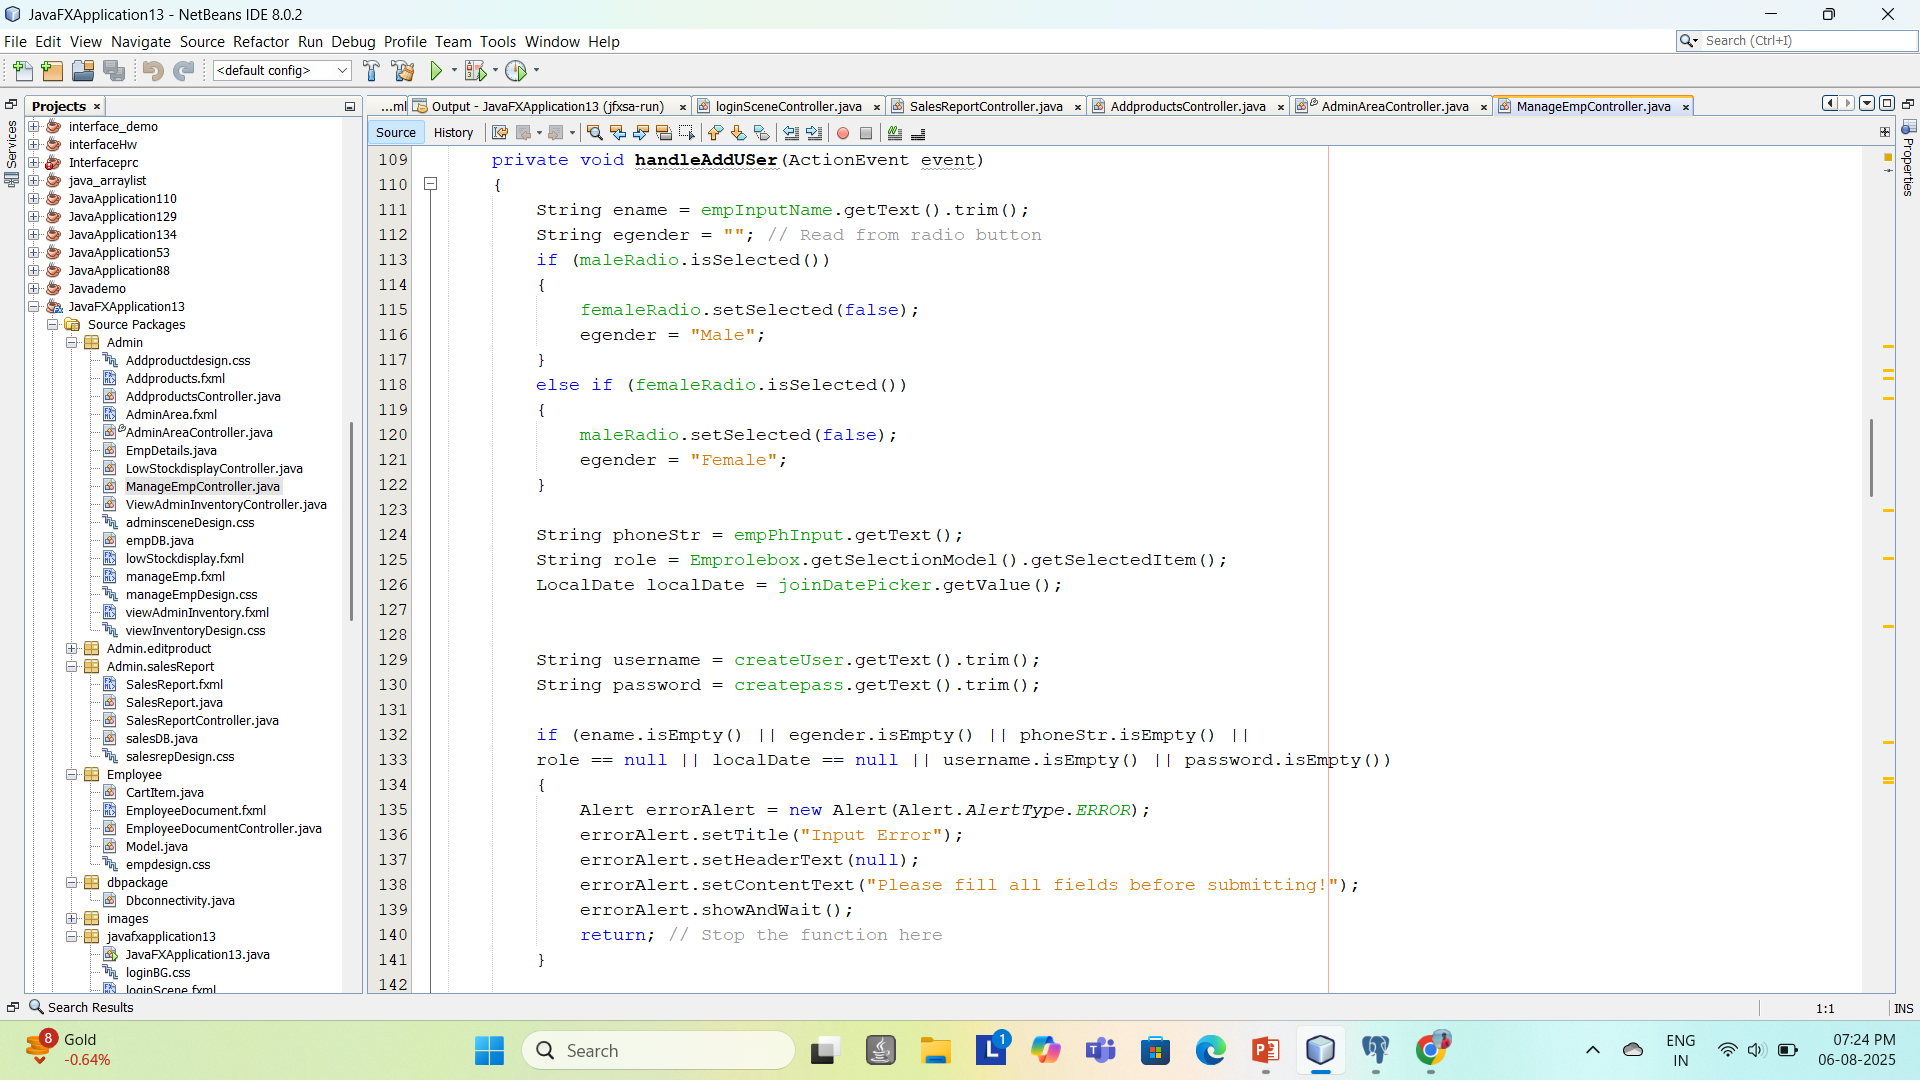 JavaFXApplication13 - NetBeans IDE 8.0.2
File Edit View Navigate Source Refactor Run Debug Profile Team Tools Window Help
Search (Ctrl+I)
<default config>
Services
Projects
interface_demo
interfaceHw
Interfaceprc
java_arraylist
JavaApplication110
JavaApplication129
JavaApplication134
JavaApplication53
JavaApplication88
Javademo
JavaFXApplication13
Source Packages
Admin
Addproductdesign.css
Addproducts.fxml
AddproductsController.java
AdminArea.fxml
AdminAreaController.java
EmpDetails.java
LowStockdisplayController.java
ManageEmpController.java
ViewAdminInventoryController.java
adminsceneDesign.css
empDB.java
lowStockdisplay.fxml
manageEmp.fxml
manageEmpDesign.css
viewAdminInventory.fxml
viewInventoryDesign.css
Admin.editproduct
Admin.salesReport
SalesReport.fxml
SalesReport.java
SalesReportController.java
salesDB.java
salesrepDesign.css
Employee
CartItem.java
EmployeeDocument.fxml
EmployeeDocumentController.java
Model.java
empdesign.css
dbpackage
Dbconnectivity.java
images
javafxapplication13
JavaFXApplication13.java
loginBG.css
loginScene.fxml
...ml Output - JavaFXApplication13 (jfxsa-run) loginSceneController.java SalesReportController.java AddproductsController.java AdminAreaController.java ManageEmpController.java
Source History
Properties
109 private void handleAddUSer(ActionEvent event)
110 {
111 String ename = empInputName.getText().trim();
112 String egender = ""; // Read from radio button
113 if (maleRadio.isSelected())
114 {
115 femaleRadio.setSelected(false);
116 egender = "Male";
117 }
118 else if (femaleRadio.isSelected())
119 {
120 maleRadio.setSelected(false);
121 egender = "Female";
122 }
123
124 String phoneStr = empPhInput.getText();
125 String role = Emprolebox.getSelectionModel().getSelectedItem();
126 LocalDate localDate = joinDatePicker.getValue();
127
128
129 String username = createUser.getText().trim();
130 String password = createpass.getText().trim();
131
132 if (ename.isEmpty() || egender.isEmpty() || phoneStr.isEmpty() ||
133 role == null || localDate == null || username.isEmpty() || password.isEmpty())
134 {
135 Alert errorAlert = new Alert(Alert.AlertType.ERROR);
136 errorAlert.setTitle("Input Error");
137 errorAlert.setHeaderText(null);
138 errorAlert.setContentText("Please fill all fields before submitting!");
139 errorAlert.showAndWait();
140 return; // Stop the function here
141 }
142
Search Results
1:1 INS
8 Gold
-0.64%
Search
L 1
ENG
IN
07:24 PM
06-08-2025